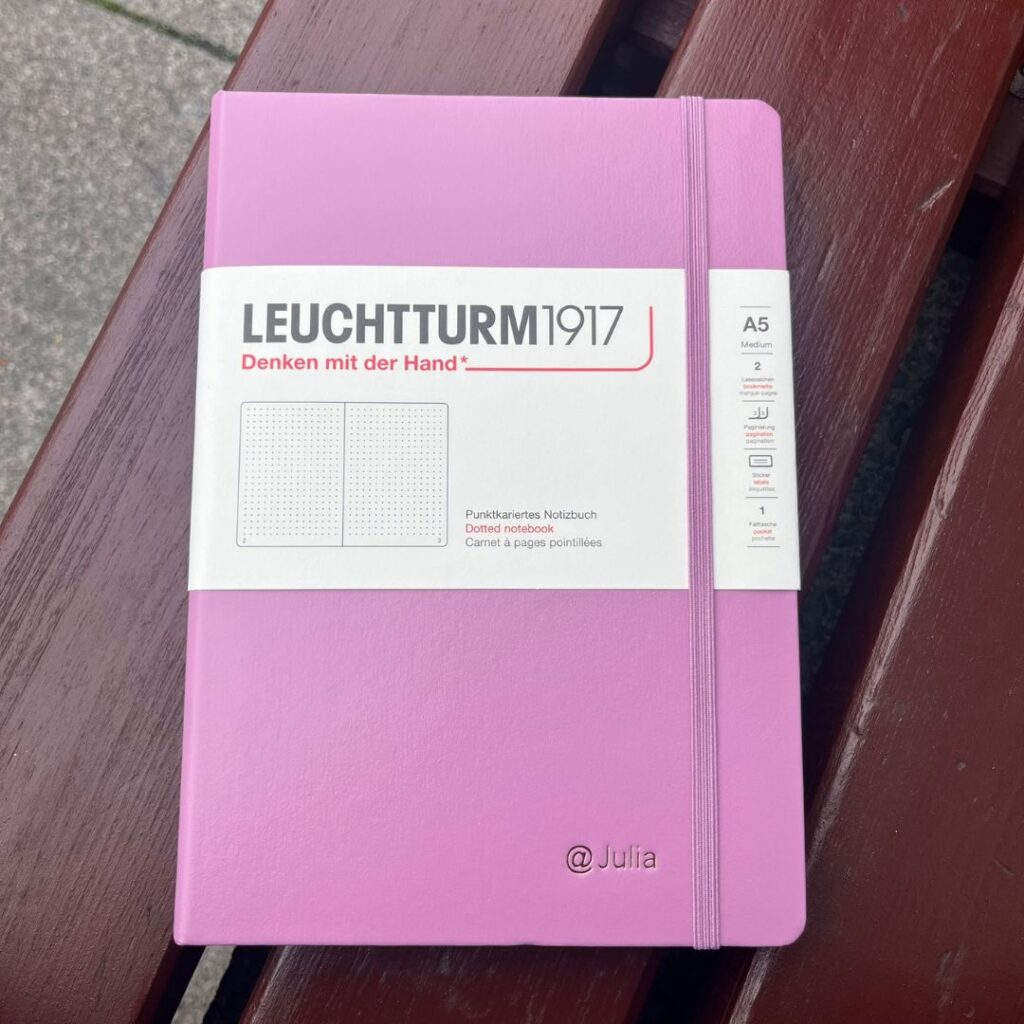 LEUCHTTURM1917
Denken mit der Hand*
Punktkariertes Notizbuch
Dotted notebook
Carnet à pages pointillées
A5
Medium
2
Lesezeichen
bookmarks
marque-pages
Paginierung
pagination
pagination
Sticker
labels
étiquettes
1
Falttasche
pocket
pochette
@Julia